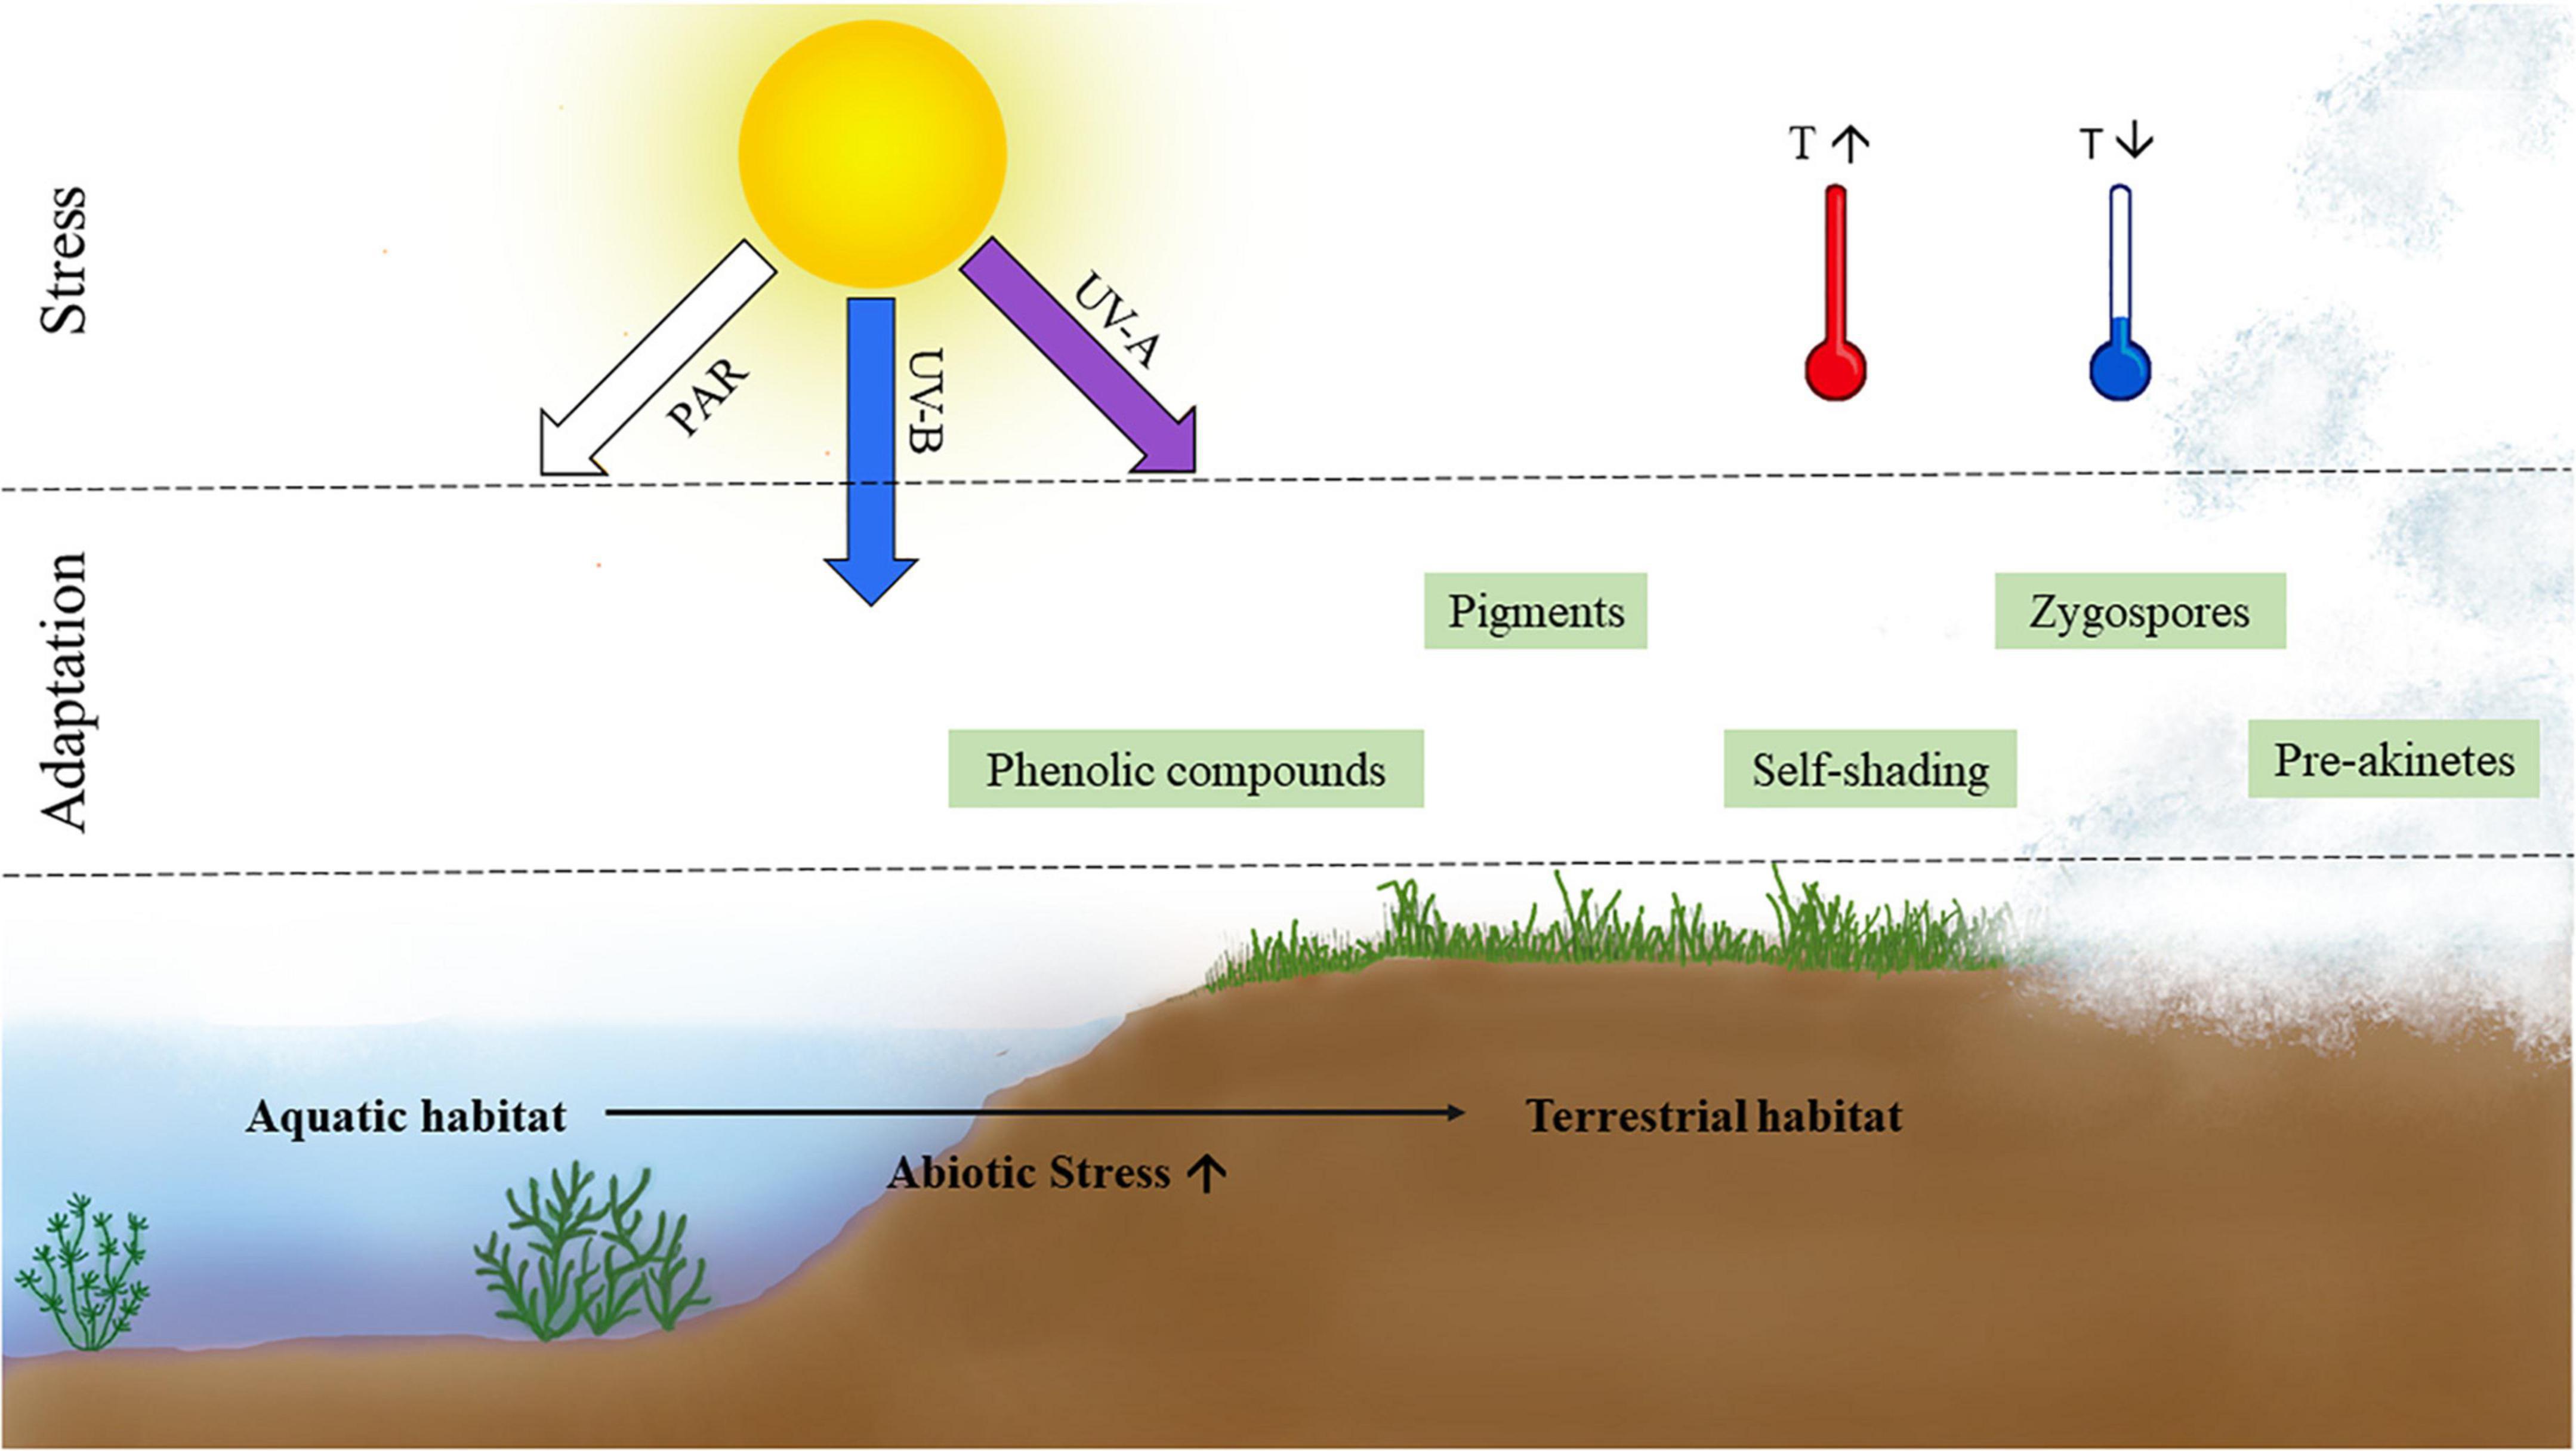 Stress
PAR
UV-B
UV-A
T ↑
T ↓
Adaptation
Pigments
Zygospores
Phenolic compounds
Self-shading
Pre-akinetes
Aquatic habitat
Terrestrial habitat
Abiotic Stress ↑